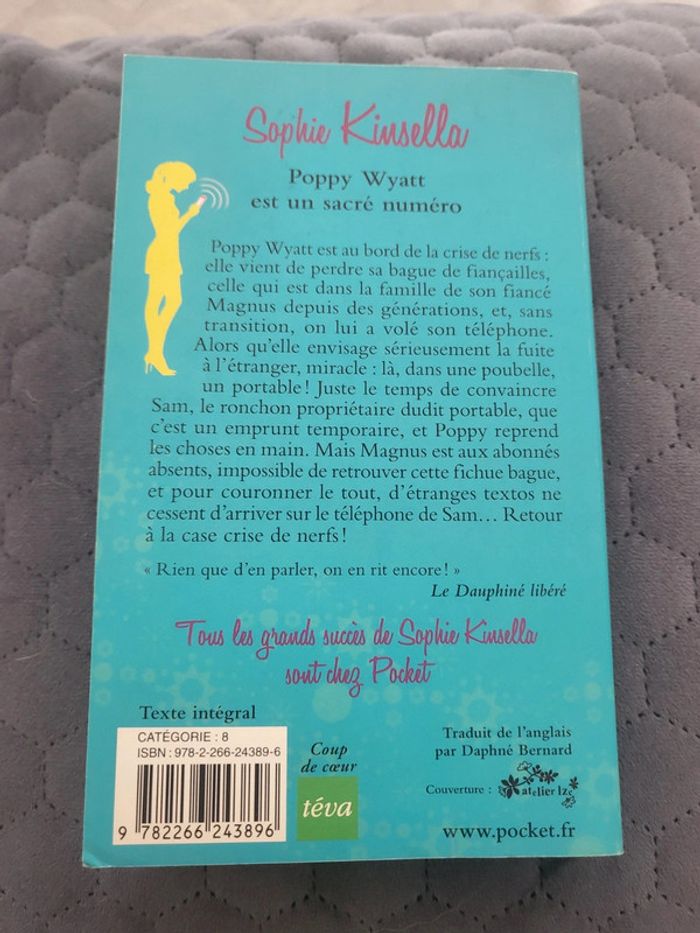 Sophie Kinsella
Poppy Wyatt
est un sacré numéro
Poppy Wyatt est au bord de la crise de nerfs :
elle vient de perdre sa bague de fiançailles,
celle qui est dans la famille de son fiancé
Magnus depuis des générations, et, sans
transition, on lui a volé son téléphone.
Alors qu'elle envisage sérieusement la fuite
à l'étranger, miracle : là, dans une poubelle,
un portable ! Juste le temps de convaincre
Sam, le ronchon propriétaire dudit portable, que
c'est un emprunt temporaire, et Poppy reprend
les choses en main. Mais Magnus est aux abonnés
absents, impossible de retrouver cette fichue bague,
et pour couronner le tout, d'étranges textos ne
cessent d'arriver sur le téléphone de Sam... Retour
à la case crise de nerfs !
« Rien que d'en parler, on en rit encore ! »
Le Dauphiné libéré
Tous les grands succès de Sophie Kinsella
sont chez Pocket
Texte intégral
CATÉGORIE : 8
ISBN : 978-2-266-24389-6
9 782266 243896
Coup
de cœur
téva
Traduit de l'anglais
par Daphné Bernard
Couverture : atelier lzc
www.pocket.fr